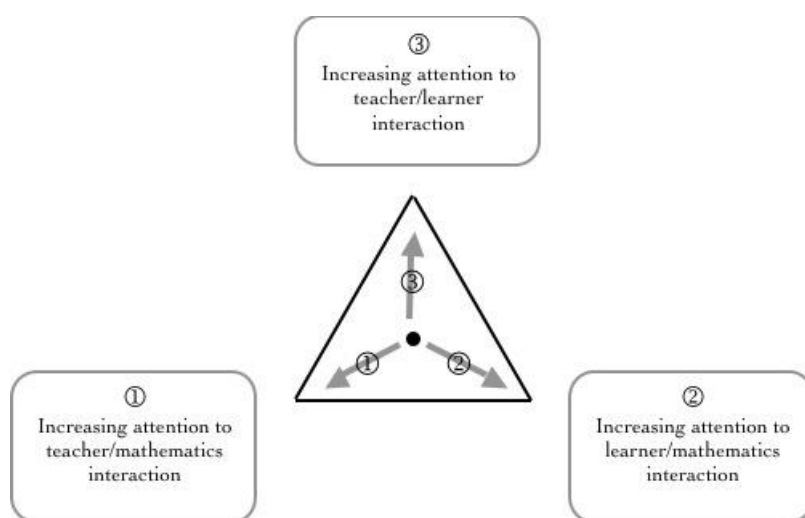 ③
Increasing attention to
teacher/learner
interaction
③
①
②
①
Increasing attention to
teacher/mathematics
interaction
②
Increasing attention to
learner/mathematics
interaction